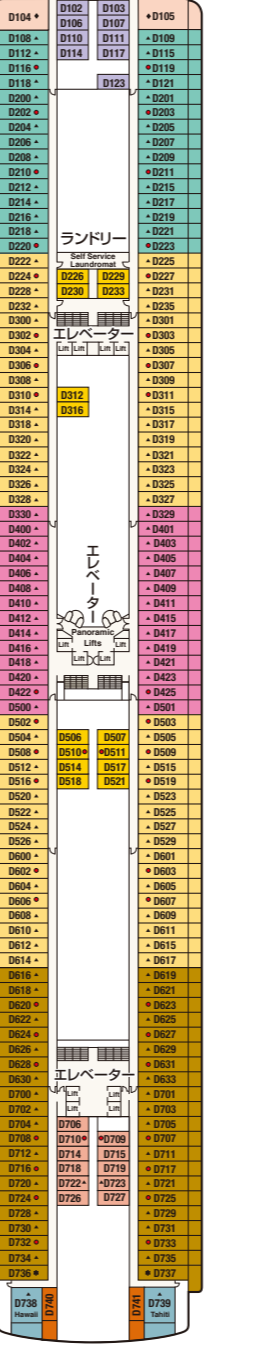 D102 D103
D104 D105
D106 D107
D108 D110 D111 D109
D112 D114 D117 D115
D116 D119
D118 D123 D121
D200 D201
D202 D203
D204 D205
D206 D207
D208 D209
D210 D211
D212 D215
D214 D217
D216 D219
D218 D221
ランドリー
D220 D223
Self Service
Laundromat
D222 D225
D224 D226 D229 D227
D228 D230 D233 D231
D232 D235
D300 D301
エレベーター
D302 D303
D304 Lift Lift Lift Lift D305
D306 D307
D308 D309
D310 D312 D311
D314 D316 D315
D318 D317
D320 D319
D322 D321
D324 D323
D326 D325
D328 D327
D330 D329
D400 D401
D402 D403
D404 D405
D406 D407
D408 D409
D410 D411
エレベーター
D412 D415
D414 Panoramic D417
D416 Lift Lifts Lift D419
D418 Lift Lift D421
D420 D423
D422 D425
D500 D501
D502 D503
D504 D506 D507 D505
D508 D510 D511 D509
D512 D514 D517 D515
D516 D518 D521 D519
D520 D523
D522 D525
D524 D527
D526 D529
D600 D601
D602 D603
D604 D605
D606 D607
D608 D609
D610 D611
D612 D615
D614 D617
D616 D619
D618 D621
D620 D623
D622 D625
D624 D627
D626 D629
D628 D631
エレベーター
D630 D633
D700 Lift Lift D701
D702 Lift Lift D703
D704 D706 D705
D708 D710 D709 D707
D712 D714 D715 D711
D716 D718 D719 D717
D720 D722 D723 D721
D724 D726 D727 D725
D728 D729
D730 D731
D732 D733
D734 D735
D736 D737
D738 D740 D741 D739
Hawaii Tahiti